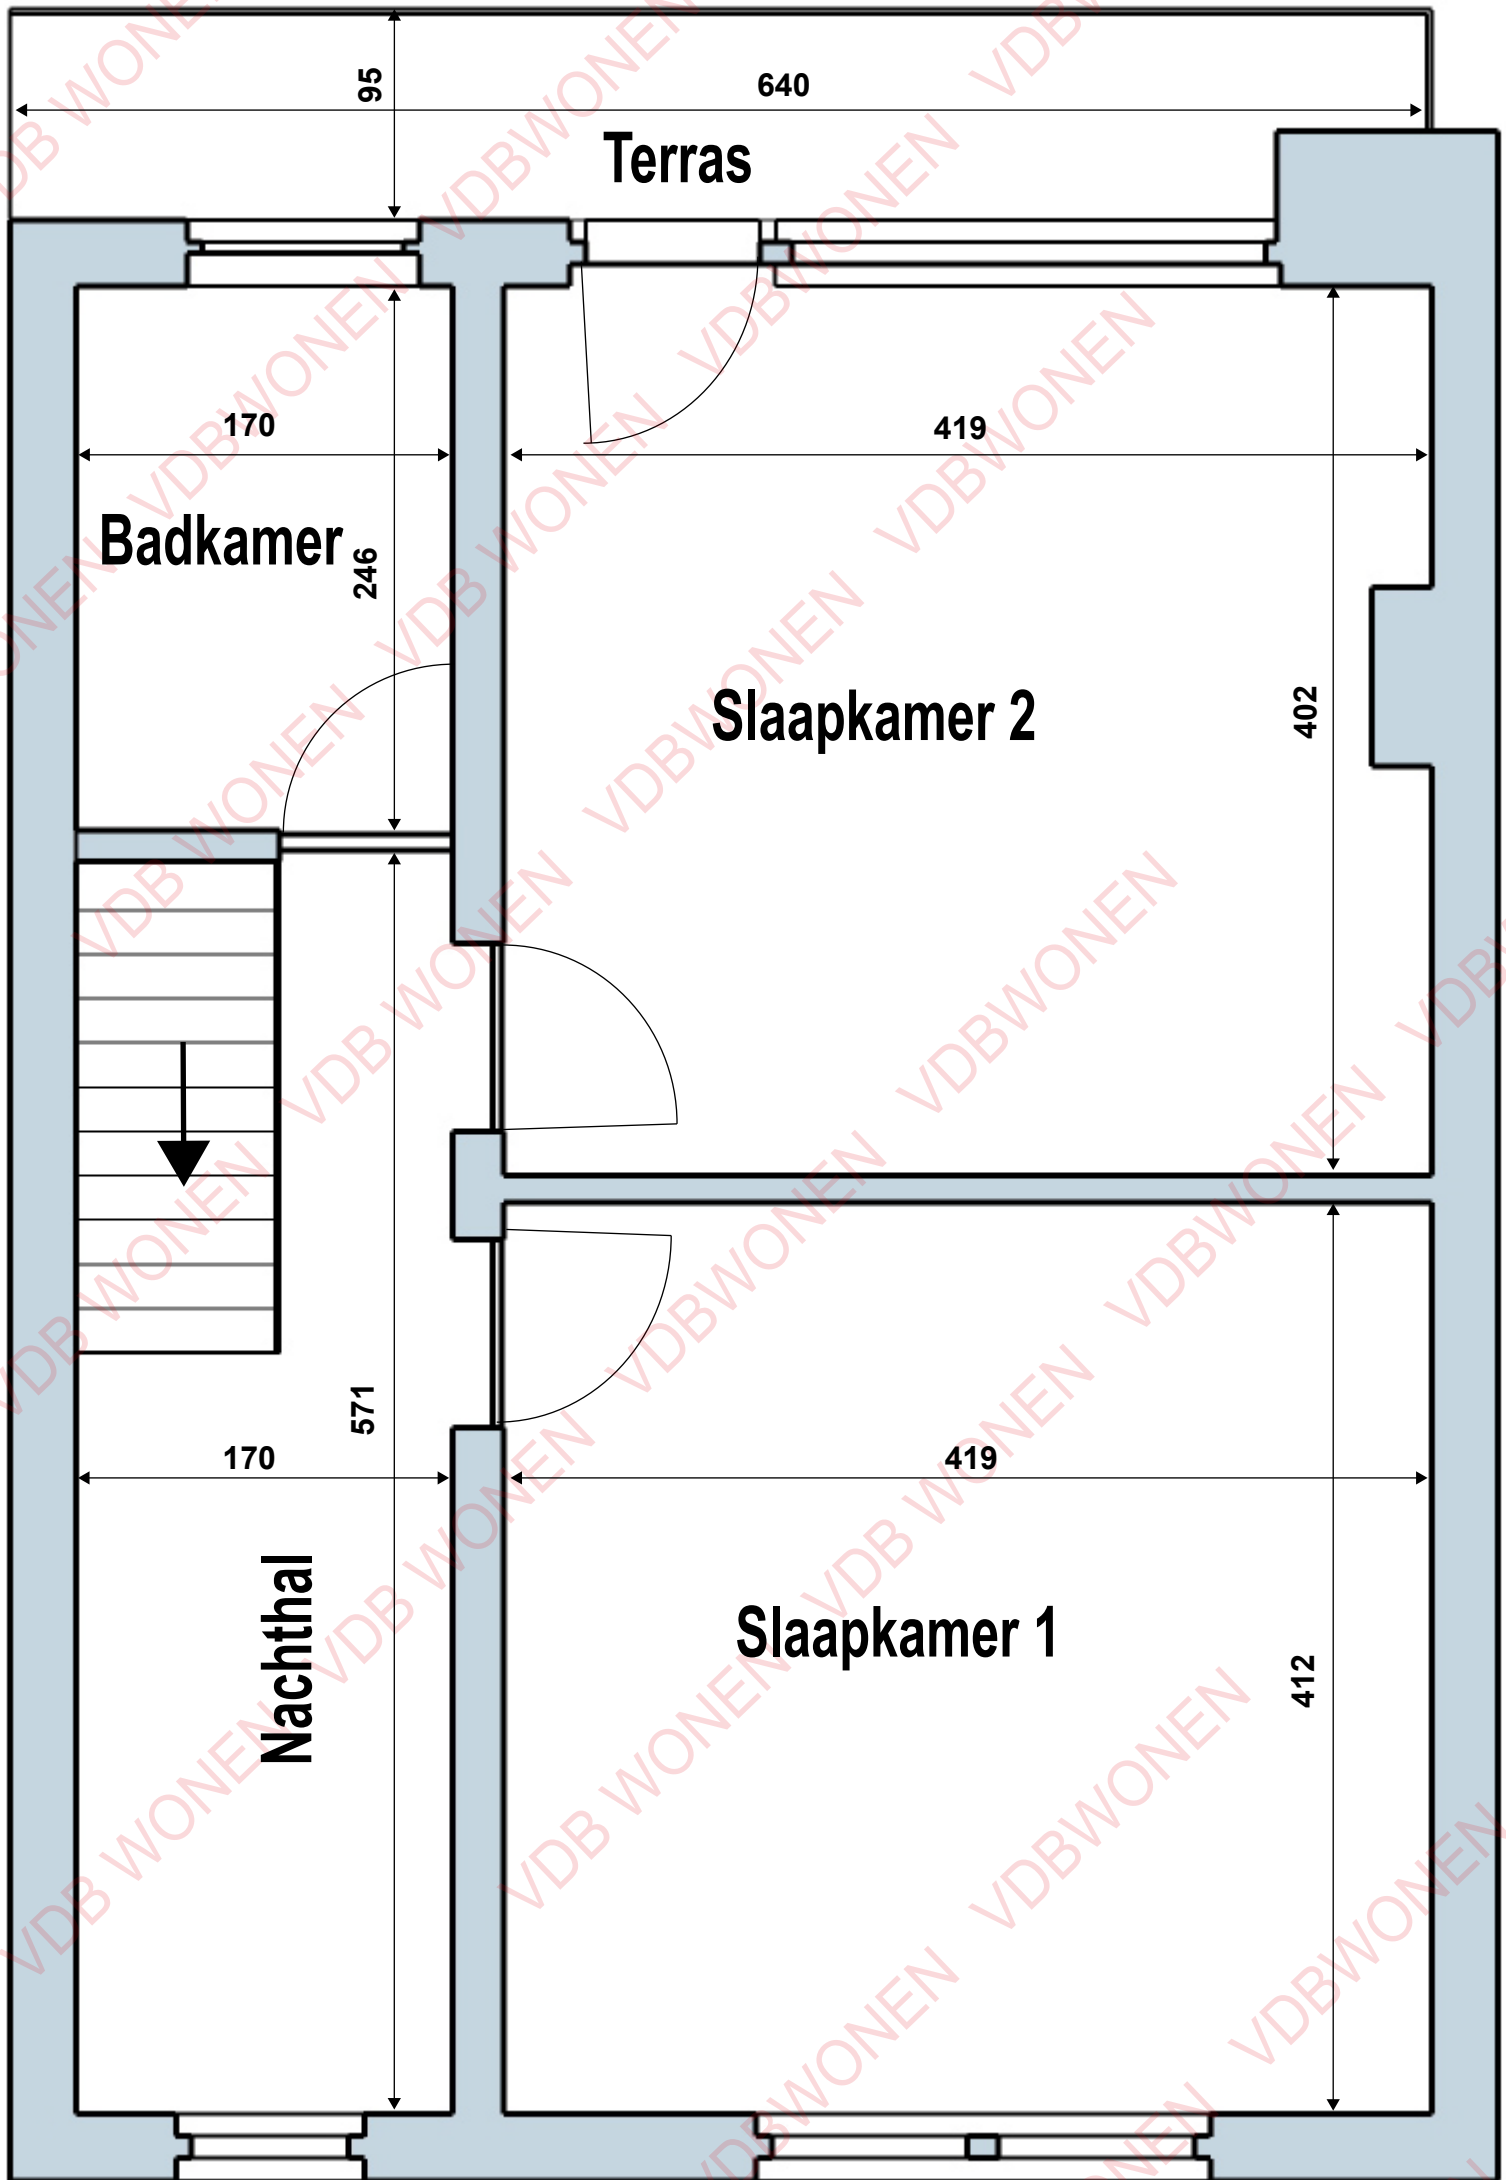 95
640
Terras
170
419
Badkamer
246
Slaapkamer 2
402
571
170
419
Nachthal
Slaapkamer 1
412
VDB WONEN
VDBWONEN